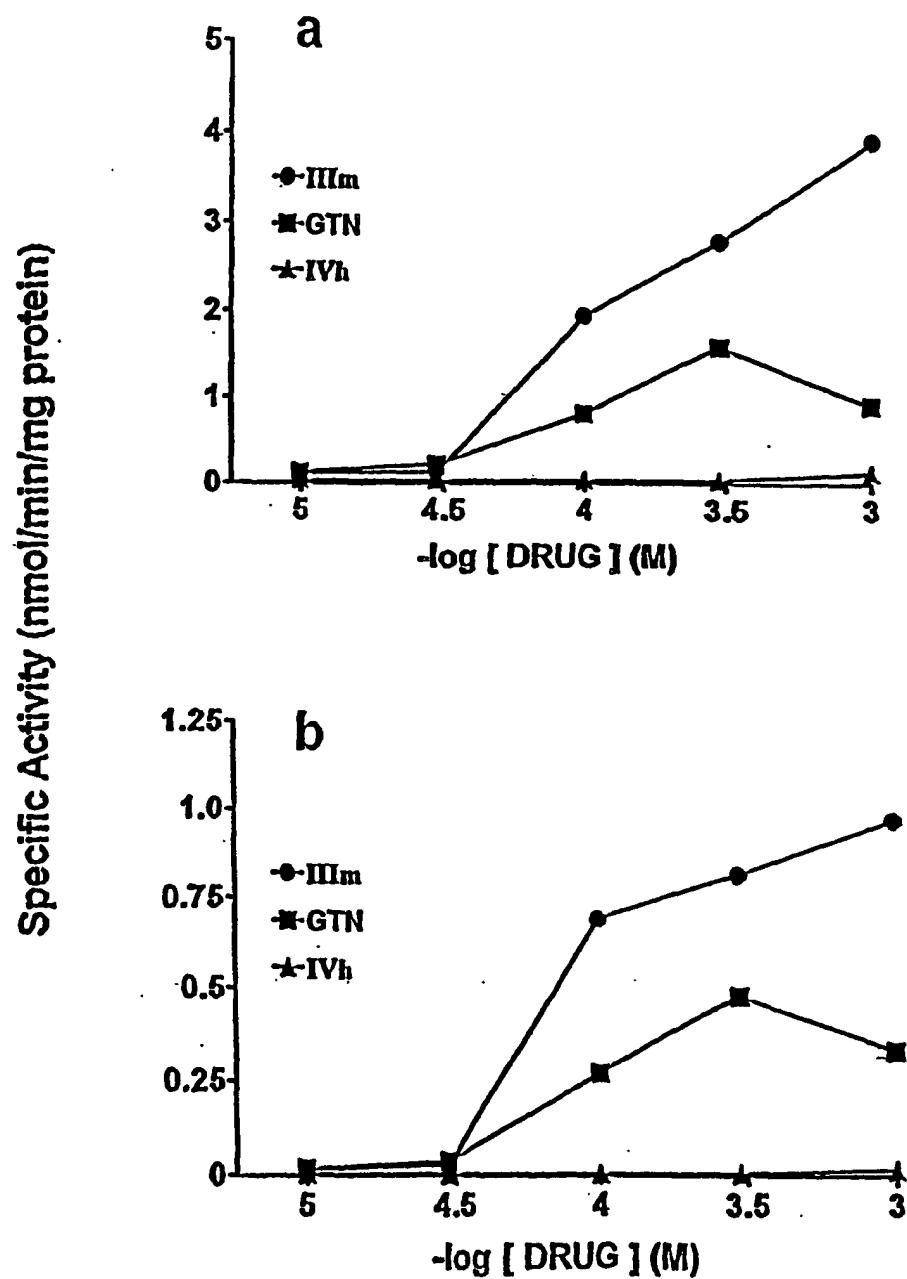 a
5
4
3
2
1
0
IIIm
GTN
IVh
5 4.5 4 3.5 3
-log [ DRUG ] (M)
Specific Activity (nmol/min/mg protein)
b
1.25
1.0
0.75
0.5
0.25
0
IIIm
GTN
IVh
5 4.5 4 3.5 3
-log [ DRUG ] (M)